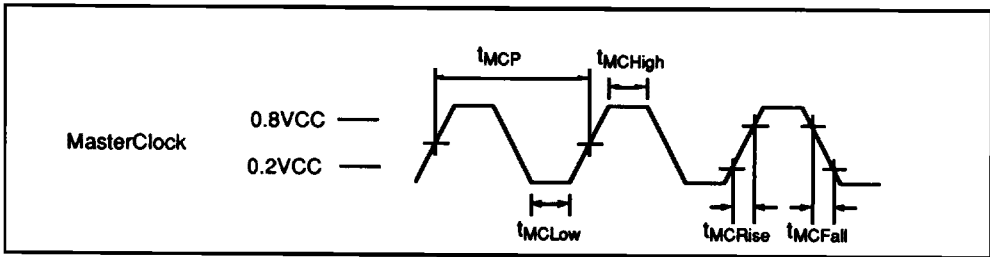 tMCP
tMCHigh
0.8VCC
MasterClock
0.2VCC
tMCLow
tMCRise
tMCFall